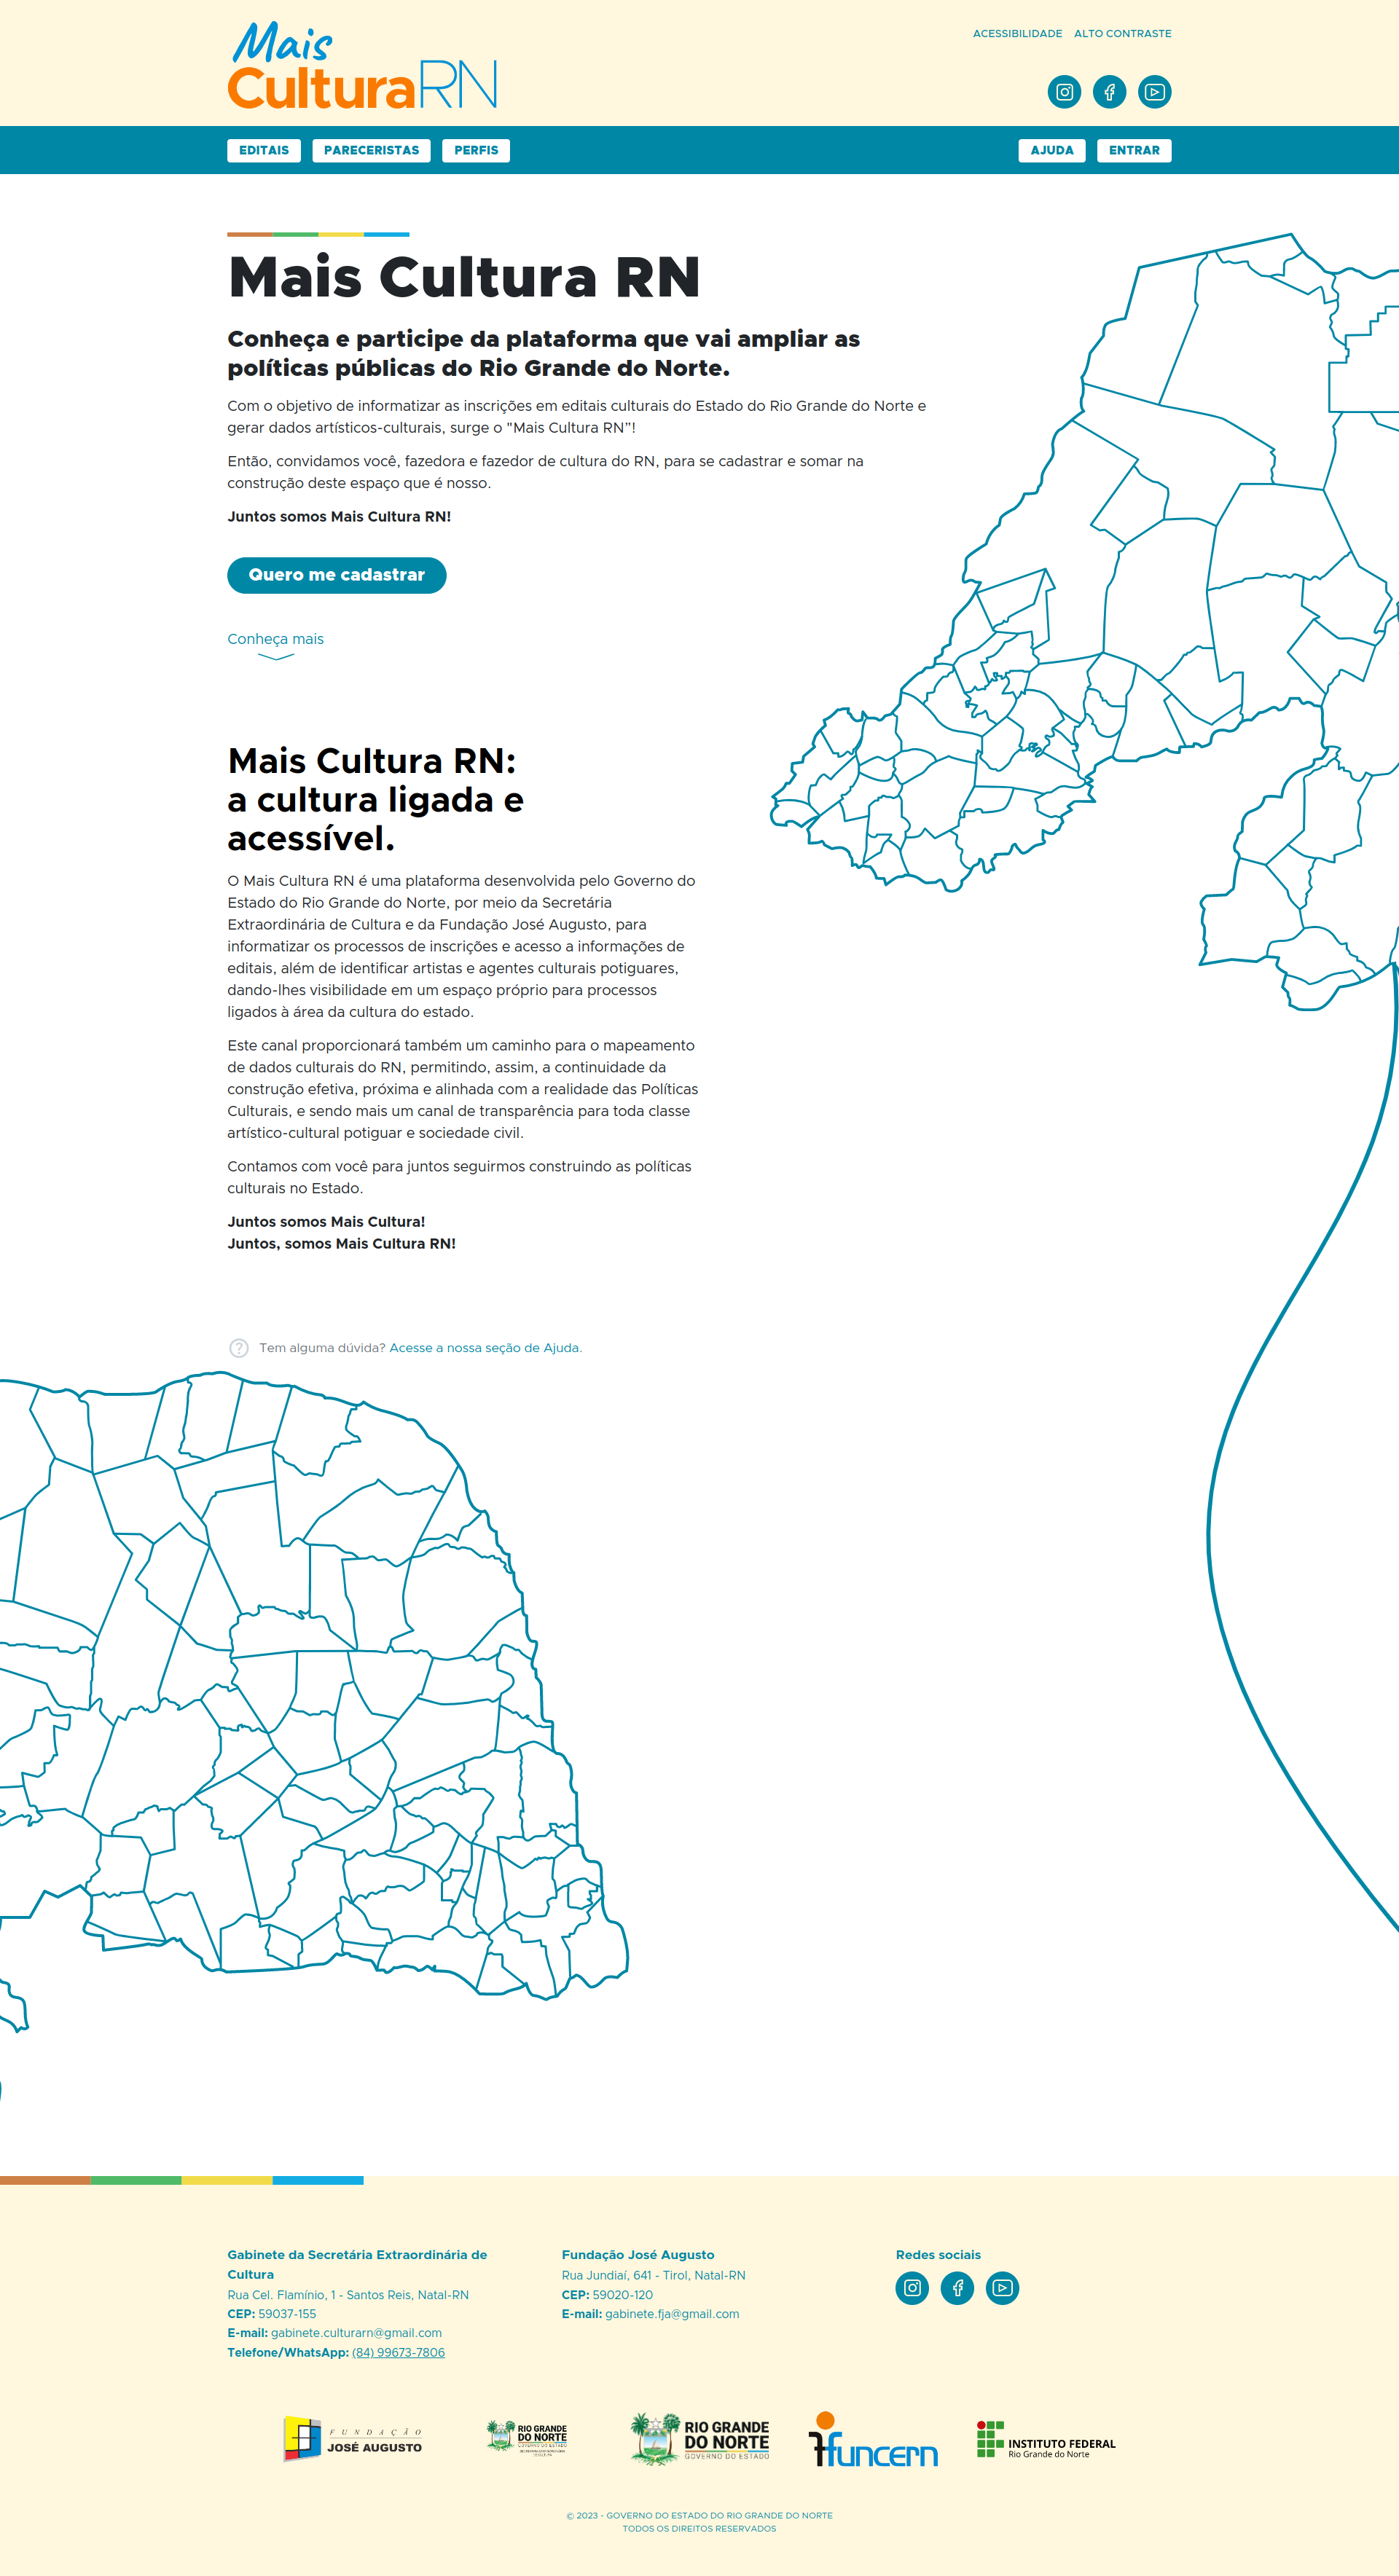 Mais
CulturaRN
ACESSIBILIDADE ALTO CONTRASTE
EDITAIS PARECERISTAS PERFIS AJUDA ENTRAR
Mais Cultura RN
Conheça e participe da plataforma que vai ampliar as
políticas públicas do Rio Grande do Norte.
Com o objetivo de informatizar as inscrições em editais culturais do Estado do Rio Grande do Norte e
gerar dados artísticos-culturais, surge o "Mais Cultura RN"!
Então, convidamos você, fazedora e fazedor de cultura do RN, para se cadastrar e somar na
construção deste espaço que é nosso.
Juntos somos Mais Cultura RN!
Quero me cadastrar
Conheça mais
Mais Cultura RN:
a cultura ligada e
acessível.
O Mais Cultura RN é uma plataforma desenvolvida pelo Governo do
Estado do Rio Grande do Norte, por meio da Secretária
Extraordinária de Cultura e da Fundação José Augusto, para
informatizar os processos de inscrições e acesso a informações de
editais, além de identificar artistas e agentes culturais potiguares,
dando-lhes visibilidade em um espaço próprio para processos
ligados à área da cultura do estado.
Este canal proporcionará também um caminho para o mapeamento
de dados culturais do RN, permitindo, assim, a continuidade da
construção efetiva, próxima e alinhada com a realidade das Políticas
Culturais, e sendo mais um canal de transparência para toda classe
artístico-cultural potiguar e sociedade civil.
Contamos com você para juntos seguirmos construindo as políticas
culturais no Estado.
Juntos somos Mais Cultura!
Juntos, somos Mais Cultura RN!
Tem alguma dúvida? Acesse a nossa seção de Ajuda.
Gabinete da Secretária Extraordinária de
Cultura
Rua Cel. Flamínio, 1 - Santos Reis, Natal-RN
CEP: 59037-155
E-mail: gabinete.culturarn@gmail.com
Telefone/WhatsApp: (84) 99673-7806
Fundação José Augusto
Rua Jundiaí, 641 - Tirol, Natal-RN
CEP: 59020-120
E-mail: gabinete.fja@gmail.com
Redes sociais
FUNDAÇÃO
JOSÉ AUGUSTO
RIO GRANDE
DO NORTE
GOVERNO DO ESTADO
RIO GRANDE
DO NORTE
GOVERNO DO ESTADO
funcern
INSTITUTO FEDERAL
Rio Grande do Norte
© 2023 - GOVERNO DO ESTADO DO RIO GRANDE DO NORTE
TODOS OS DIREITOS RESERVADOS